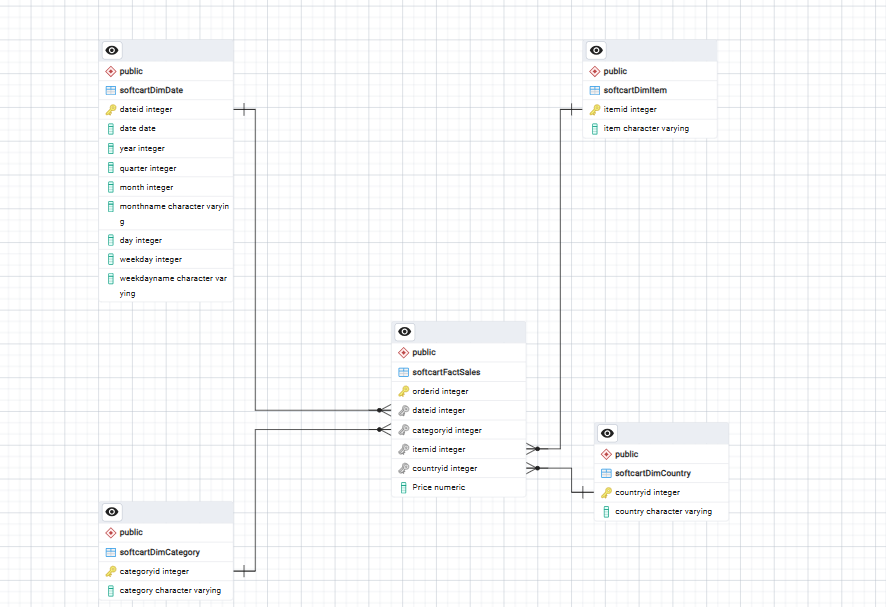 public
softcartDimDate
dateid integer
date date
year integer
quarter integer
month integer
monthname character varyin
g
day integer
weekday integer
weekdayname character var
ying
public
softcartDimItem
itemid integer
item character varying
public
softcartFactSales
orderid integer
dateid integer
categoryid integer
itemid integer
countryid integer
Price numeric
public
softcartDimCountry
countryid integer
country character varying
public
softcartDimCategory
categoryid integer
category character varying